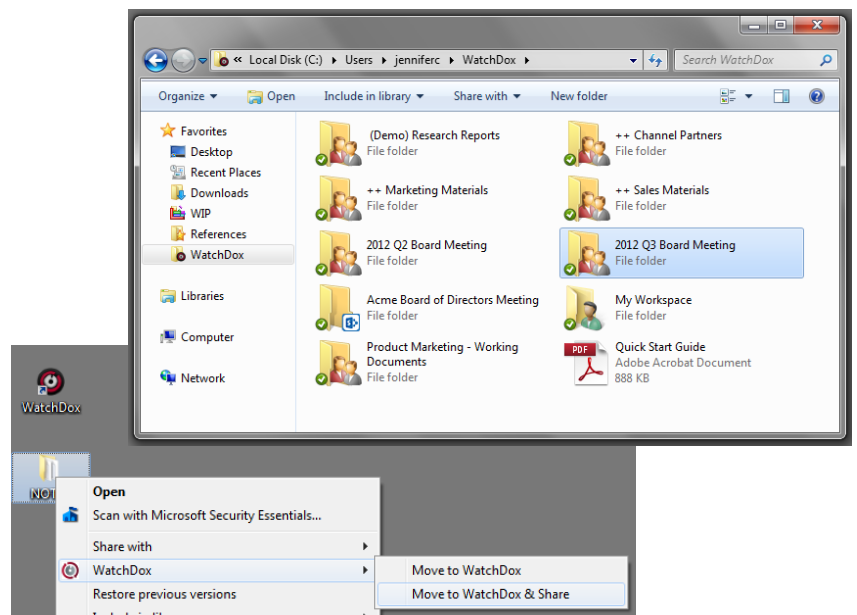 « Local Disk (C:) ▸ Users ▸ jenniferc ▸ WatchDox ▸
Search WatchDox
Organize Open Include in library Share with New folder
Favorites
Desktop
Recent Places
Downloads
WIP
References
WatchDox
Libraries
Computer
Network
(Demo) Research Reports
File folder
++ Channel Partners
File folder
++ Marketing Materials
File folder
++ Sales Materials
File folder
2012 Q2 Board Meeting
File folder
2012 Q3 Board Meeting
File folder
Acme Board of Directors Meeting
File folder
My Workspace
File folder
Product Marketing - Working
Documents
File folder
PDF
Quick Start Guide
Adobe Acrobat Document
888 KB
WatchDox
Open
Scan with Microsoft Security Essentials...
Share with
WatchDox
Restore previous versions
Move to WatchDox
Move to WatchDox & Share